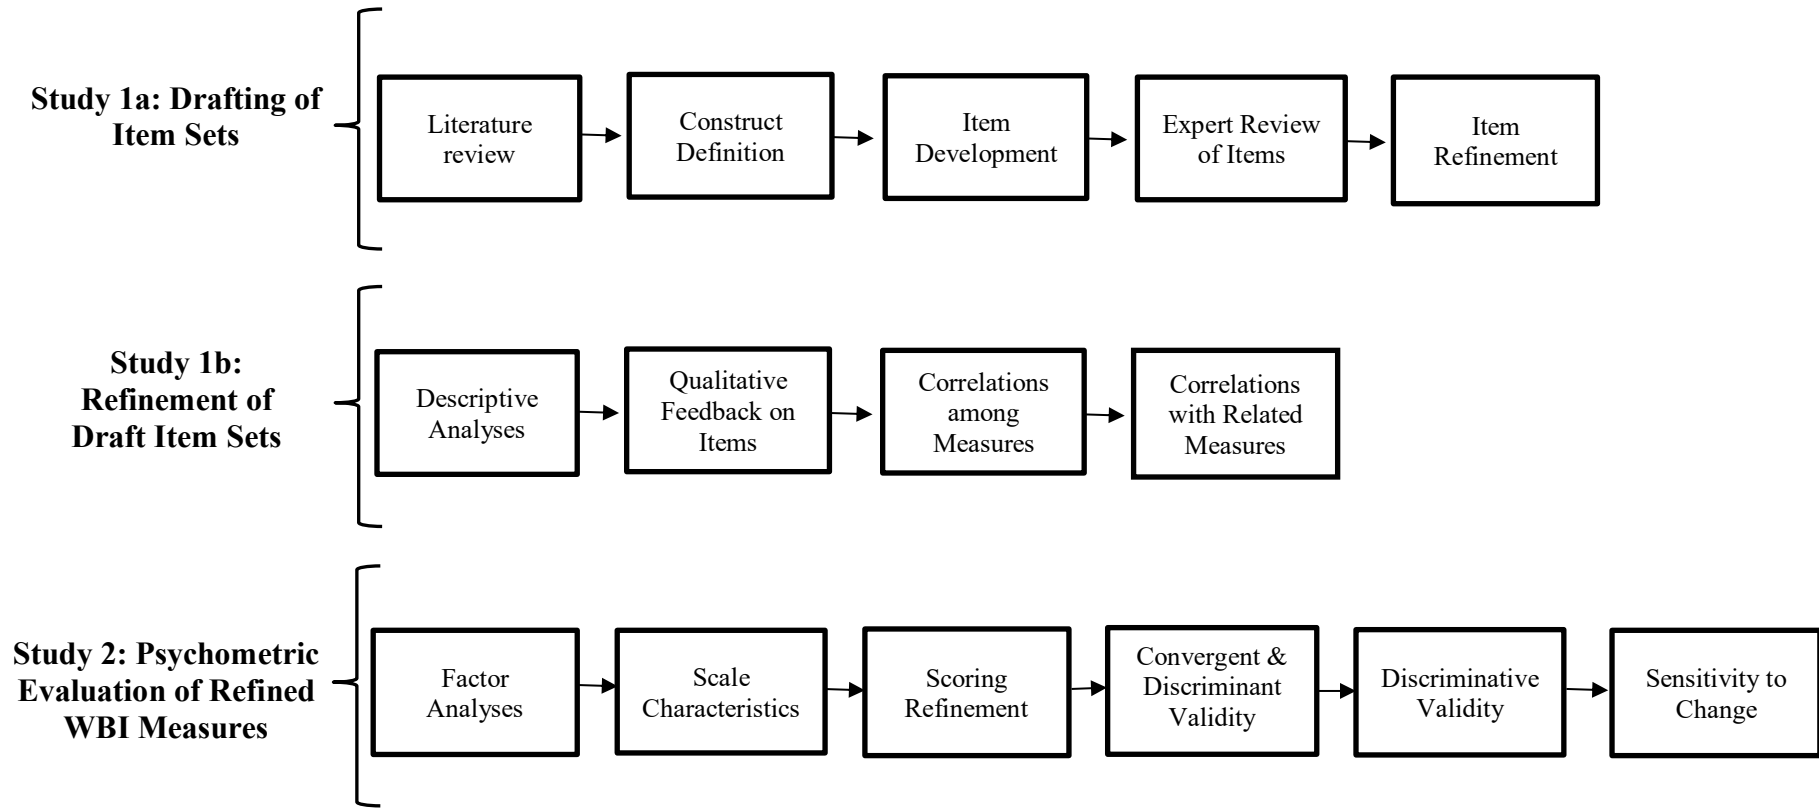 Study 1a: Drafting of
Item Sets
Literature
review
Construct
Definition
Item
Development
Expert Review
of Items
Item
Refinement
Study 1b:
Refinement of
Draft Item Sets
Descriptive
Analyses
Qualitative
Feedback on
Items
Correlations
among
Measures
Correlations
with Related
Measures
Study 2: Psychometric
Evaluation of Refined
WBI Measures
Factor
Analyses
Scale
Characteristics
Scoring
Refinement
Convergent &
Discriminant
Validity
Discriminative
Validity
Sensitivity to
Change